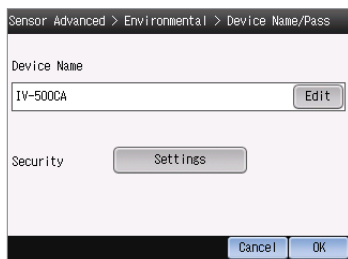 Sensor Advanced > Environmental > Device Name/Pass
Device Name
IV-500CA Edit
Security Settings
Cancel OK